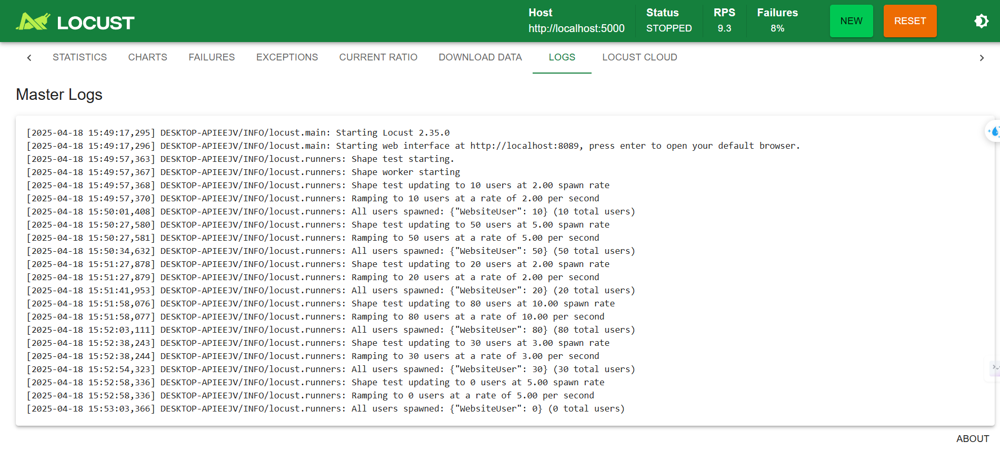 LOCUST
Host
http://localhost:5000
Status
STOPPED
RPS
9.3
Failures
8%
NEW
RESET
STATISTICS
CHARTS
FAILURES
EXCEPTIONS
CURRENT RATIO
DOWNLOAD DATA
LOGS
LOCUST CLOUD
Master Logs
[2025-04-18 15:49:17,295] DESKTOP-APIEEJV/INFO/locust.main: Starting Locust 2.35.0
[2025-04-18 15:49:17,296] DESKTOP-APIEEJV/INFO/locust.main: Starting web interface at http://localhost:8089, press enter to open your default browser.
[2025-04-18 15:49:57,363] DESKTOP-APIEEJV/INFO/locust.runners: Shape test starting.
[2025-04-18 15:49:57,367] DESKTOP-APIEEJV/INFO/locust.runners: Shape worker starting
[2025-04-18 15:49:57,368] DESKTOP-APIEEJV/INFO/locust.runners: Shape test updating to 10 users at 2.00 spawn rate
[2025-04-18 15:49:57,370] DESKTOP-APIEEJV/INFO/locust.runners: Ramping to 10 users at a rate of 2.00 per second
[2025-04-18 15:50:01,408] DESKTOP-APIEEJV/INFO/locust.runners: All users spawned: {"WebsiteUser": 10} (10 total users)
[2025-04-18 15:50:27,580] DESKTOP-APIEEJV/INFO/locust.runners: Shape test updating to 50 users at 5.00 spawn rate
[2025-04-18 15:50:27,581] DESKTOP-APIEEJV/INFO/locust.runners: Ramping to 50 users at a rate of 5.00 per second
[2025-04-18 15:50:34,632] DESKTOP-APIEEJV/INFO/locust.runners: All users spawned: {"WebsiteUser": 50} (50 total users)
[2025-04-18 15:51:27,878] DESKTOP-APIEEJV/INFO/locust.runners: Shape test updating to 20 users at 2.00 spawn rate
[2025-04-18 15:51:27,879] DESKTOP-APIEEJV/INFO/locust.runners: Ramping to 20 users at a rate of 2.00 per second
[2025-04-18 15:51:41,953] DESKTOP-APIEEJV/INFO/locust.runners: All users spawned: {"WebsiteUser": 20} (20 total users)
[2025-04-18 15:51:58,076] DESKTOP-APIEEJV/INFO/locust.runners: Shape test updating to 80 users at 10.00 spawn rate
[2025-04-18 15:51:58,077] DESKTOP-APIEEJV/INFO/locust.runners: Ramping to 80 users at a rate of 10.00 per second
[2025-04-18 15:52:03,111] DESKTOP-APIEEJV/INFO/locust.runners: All users spawned: {"WebsiteUser": 80} (80 total users)
[2025-04-18 15:52:38,243] DESKTOP-APIEEJV/INFO/locust.runners: Shape test updating to 30 users at 3.00 spawn rate
[2025-04-18 15:52:38,244] DESKTOP-APIEEJV/INFO/locust.runners: Ramping to 30 users at a rate of 3.00 per second
[2025-04-18 15:52:54,323] DESKTOP-APIEEJV/INFO/locust.runners: All users spawned: {"WebsiteUser": 30} (30 total users)
[2025-04-18 15:52:58,336] DESKTOP-APIEEJV/INFO/locust.runners: Shape test updating to 0 users at 5.00 spawn rate
[2025-04-18 15:52:58,336] DESKTOP-APIEEJV/INFO/locust.runners: Ramping to 0 users at a rate of 5.00 per second
[2025-04-18 15:53:03,366] DESKTOP-APIEEJV/INFO/locust.runners: All users spawned: {"WebsiteUser": 0} (0 total users)
ABOUT